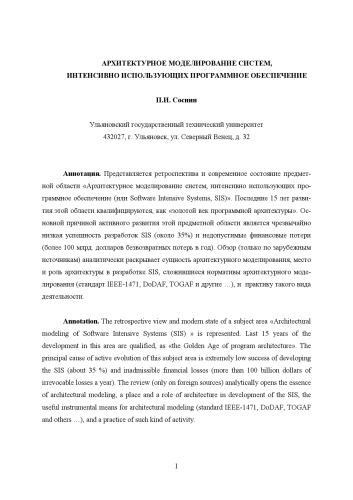 АРХИТЕКТУРНОЕ МОДЕЛИРОВАНИЕ СИСТЕМ,
ИНТЕНСИВНО ИСПОЛЬЗУЮЩИХ ПРОГРАММНОЕ ОБЕСПЕЧЕНИЕ
П.И. Соснин
Ульяновский государственный технический университет
432027, г. Ульяновск, ул. Северный Венец, д. 32
Аннотация. Представляется ретроспектива и современное состояние предмет-
ной области «Архитектурное моделирование систем, интенсивно использующих про-
граммное обеспечение (или Software Intensive Systems, SIS)». Последние 15 лет разви-
тия этой области квалифицируются, как «золотой век программной архитектуры». Ос-
новной причиной активного развития этой предметной области является чрезвычайно
низкая успешность разработок SIS (около 35%) и недопустимые финансовые потери
(более 100 млрд. долларов безвозвратных потерь в год). Обзор (только по зарубежным
источникам) аналитически раскрывает сущность архитектурного моделирования, место
и роль архитектуры в разработке SIS, сложившиеся нормативы архитектурного моде-
лирования (стандарт IEEE-1471, DoDAF, TOGAF и другие …), и практику такого вида
деятельности.
Annotation. The retrospective view and modern state of a subject area «Architectural
modeling of Software Intensive Systems (SIS) » is represented. Last 15 years of the
development in this area are qualified, as «the Golden Age of program architecture». The
principal cause of active evolution of this subject area is extremely low success of developing
the SIS (about 35 %) and inadmissible financial losses (more than 100 billion dollars of
irrevocable losses a year). The review (only on foreign sources) analytically opens the essence
of architectural modeling, a place and a role of architecture in development of the SIS, the
useful instrumental means for architectural modeling (standard IEEE-1471, DoDAF, TOGAF
and others …), and a practice of such kind of activity.
1